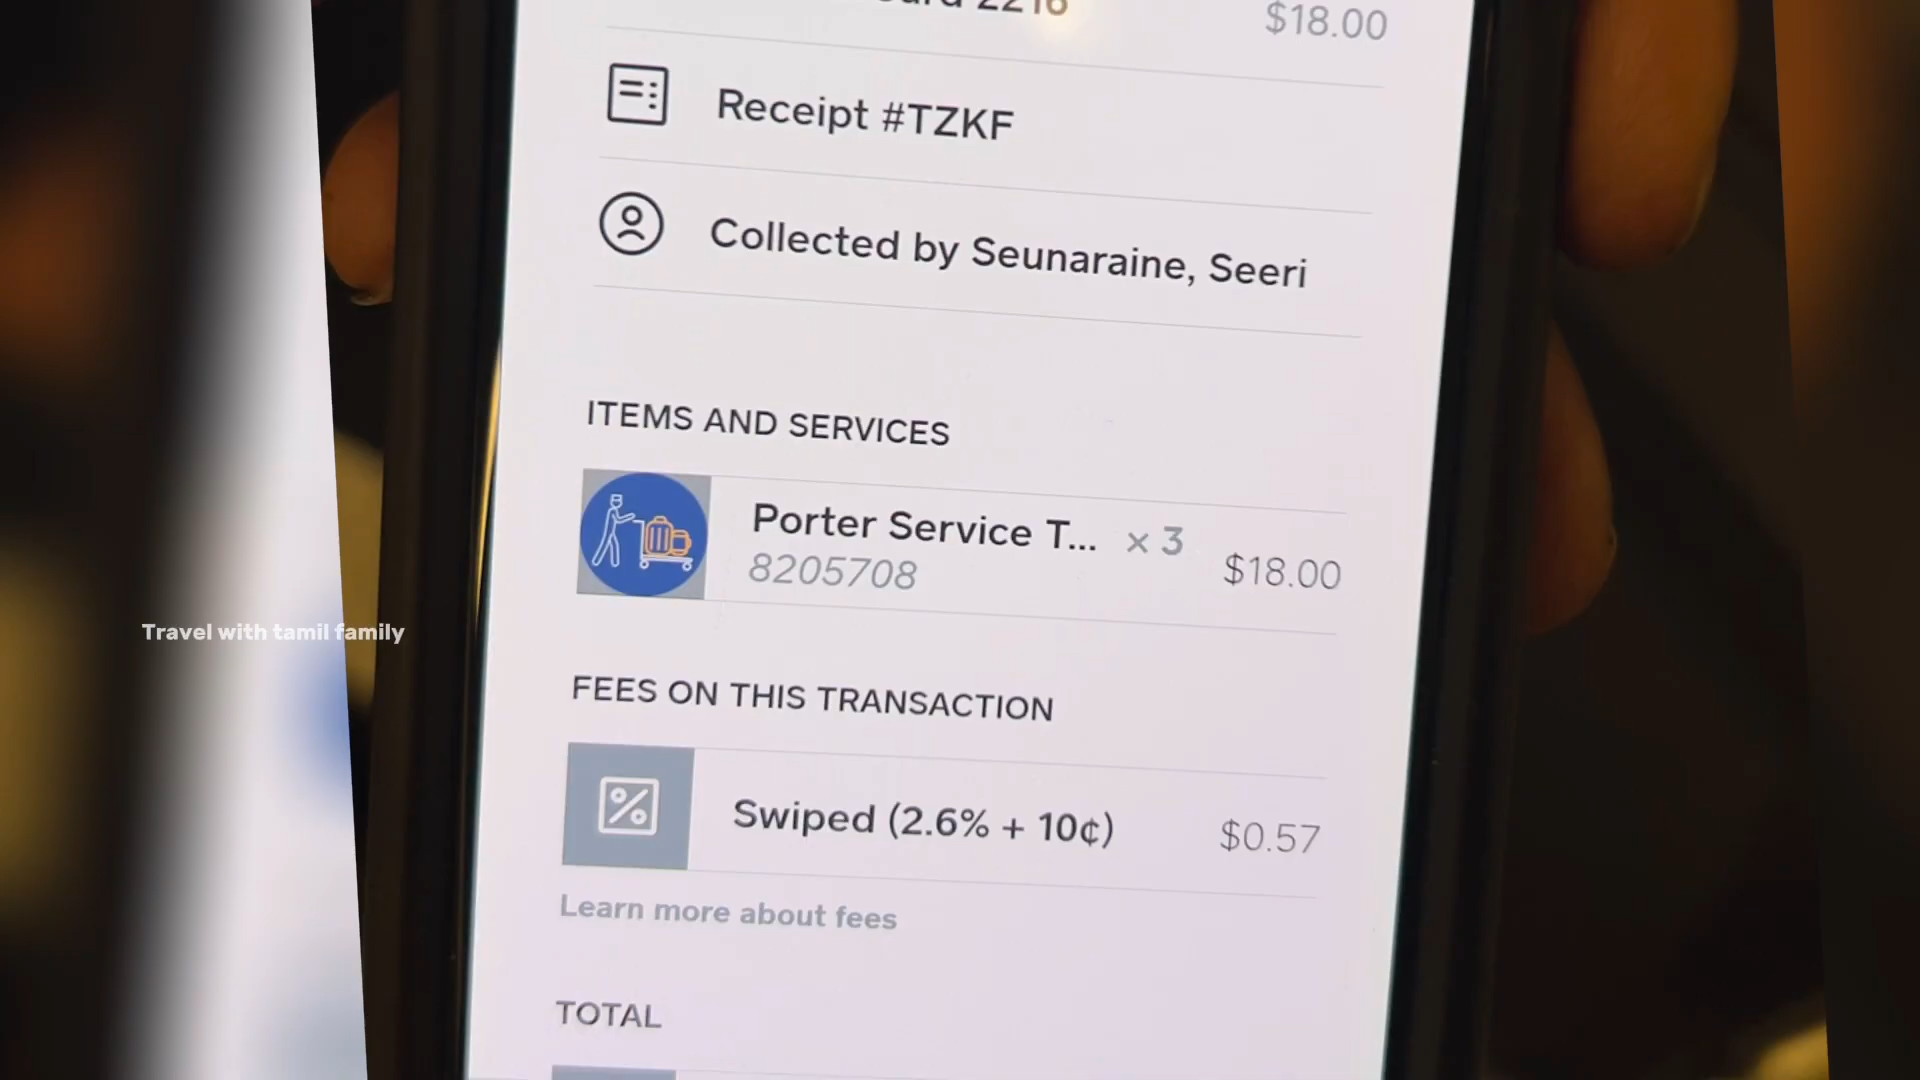 2216
$18.00
Receipt #TZKF
Collected by Seunaraine, Seeri
ITEMS AND SERVICES
Porter Service T... × 3
8205708
$18.00
FEES ON THIS TRANSACTION
Swiped (2.6% + 10¢)
$0.57
Learn more about fees
TOTAL
Travel with tamil family